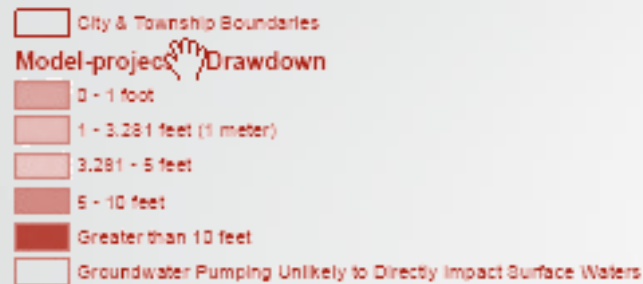 City & Township Boundaries
Model-projec Drawdown
0 - 1 foot
1 - 3.281 feet (1 meter)
3.281 - 5 feet
5 - 10 feet
Greater than 10 feet
Groundwater Pumping Unlikely to Directly Impact Surface Waters